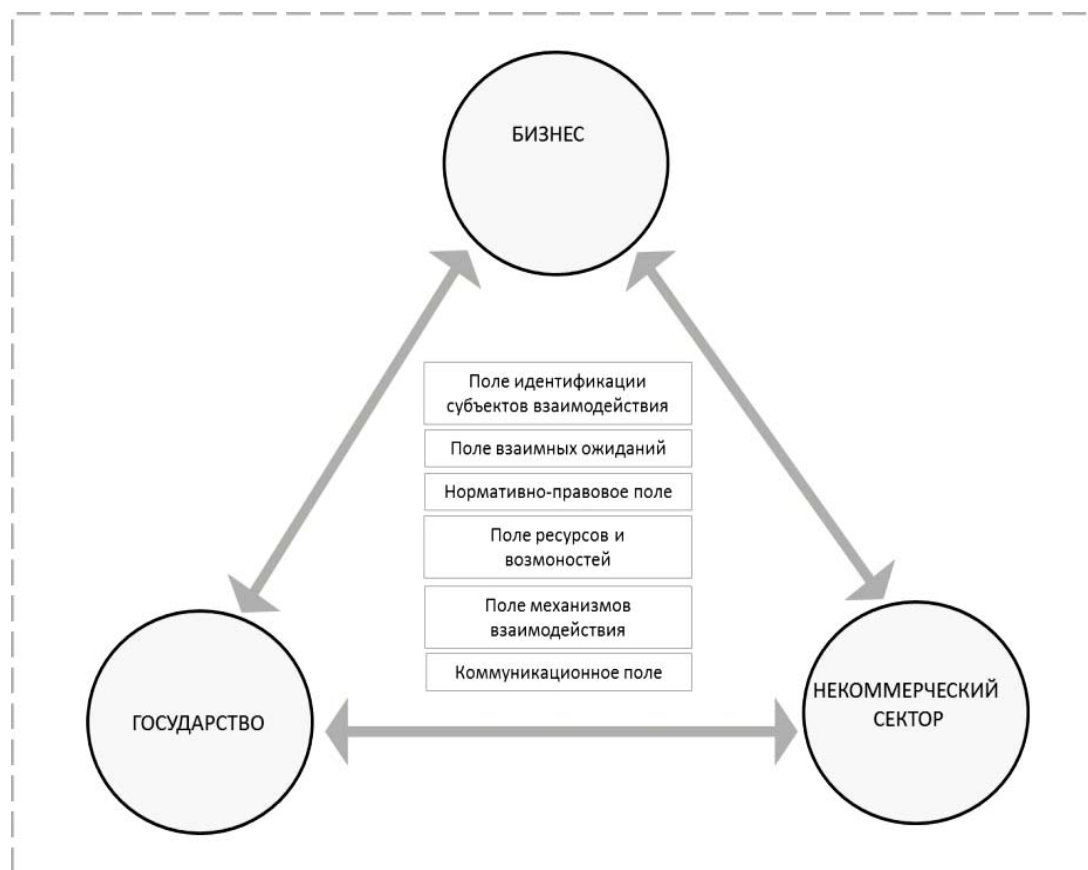 БИЗНЕС
Поле идентификации
субъектов взаимодействия
Поле взаимных ожиданий
Нормативно-правовое поле
Поле ресурсов и
возмоностей
Поле механизмов
взаимодействия
Коммуникационное поле
ГОСУДАРСТВО
НЕКОММЕРЧЕСКИЙ
СЕКТОР